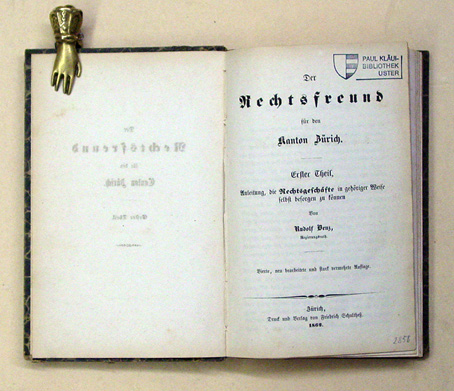 PAUL KLÄUI-
BIBLIOTHEK
USTER
Der
Rechtsfreund
für den
Kanton Zürich.
Erster Theil,
Anleitung, die Rechtsgeschäfte in gehöriger Weise
selbst besorgen zu können
Von
Rudolf Benz,
Regierungsrath.
Vierte, neu bearbeitete und stark vermehrte Auflage.
Zürich,
Druck und Verlag von Friedrich Schultheß.